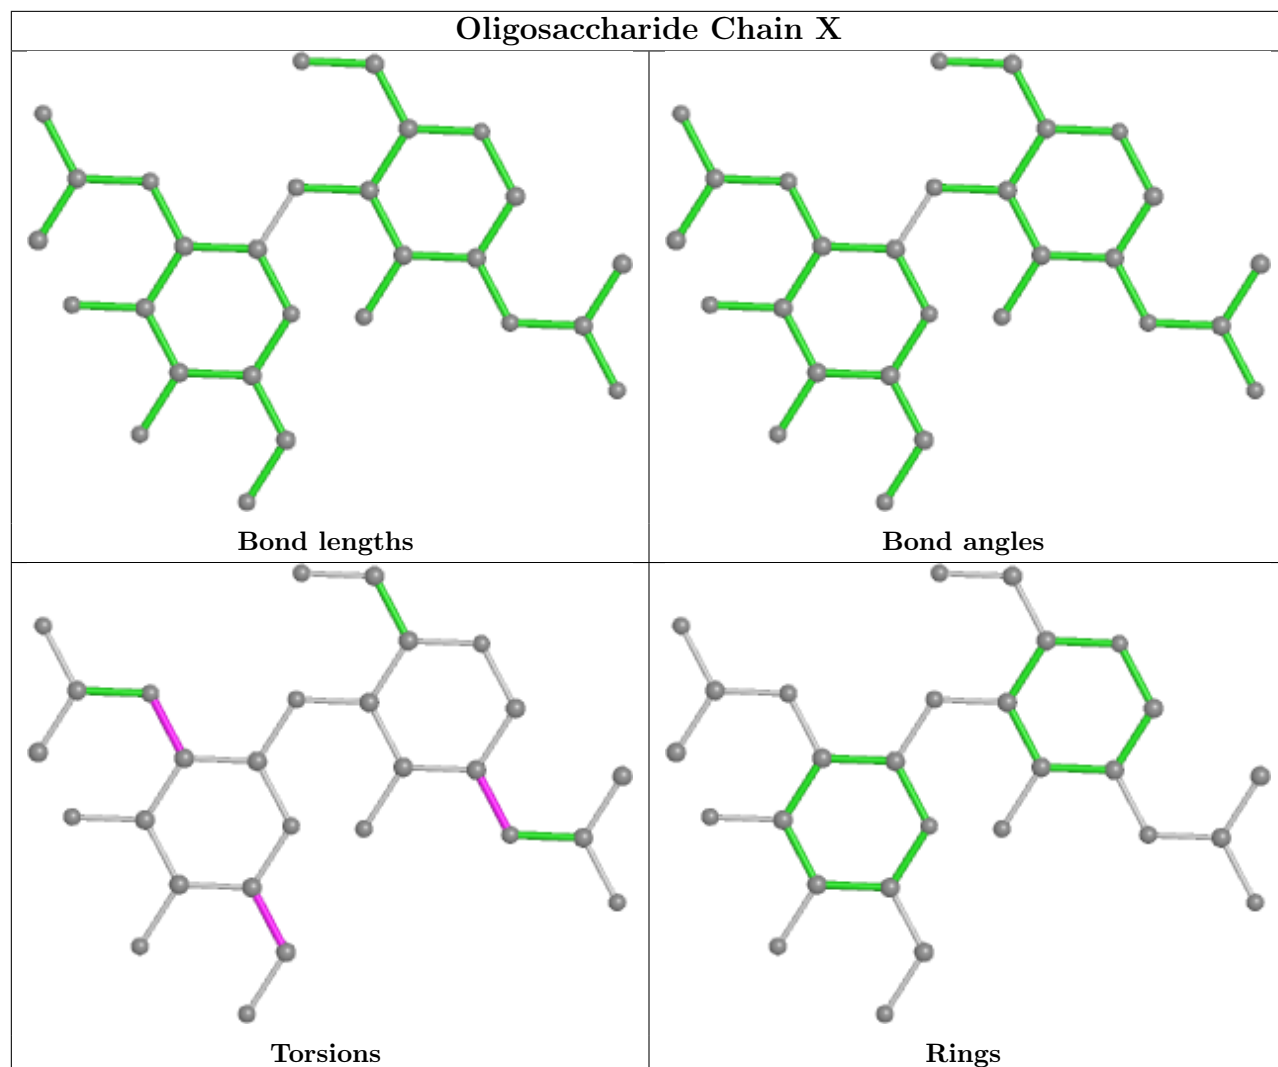 Oligosaccharide Chain X
Bond lengths
Bond angles
Torsions
Rings